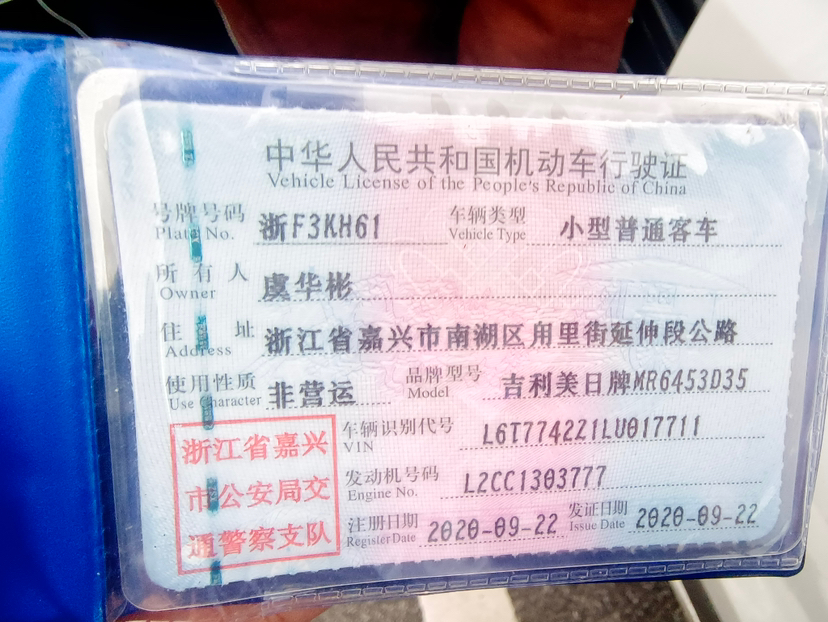 中华人民共和国机动车行驶证
Vehicle License of the People's Republic of China
号牌号码 浙F3KH61 车辆类型 小型普通客车
Plate No. Vehicle Type
所有人 虞华彬
Owner
住址 浙江省嘉兴市南湖区甪里街延伸段公路
Address
使用性质 非营运 品牌型号 吉利美日牌MR6453D35
Use Character Model
浙江省嘉兴
市公安局交
通警察支队
车辆识别代号 L6T7742Z1LU017711
VIN
发动机号码 L2CC1303777
Engine No.
注册日期 2020-09-22 发证日期 2020-09-22
Register Date Issue Date